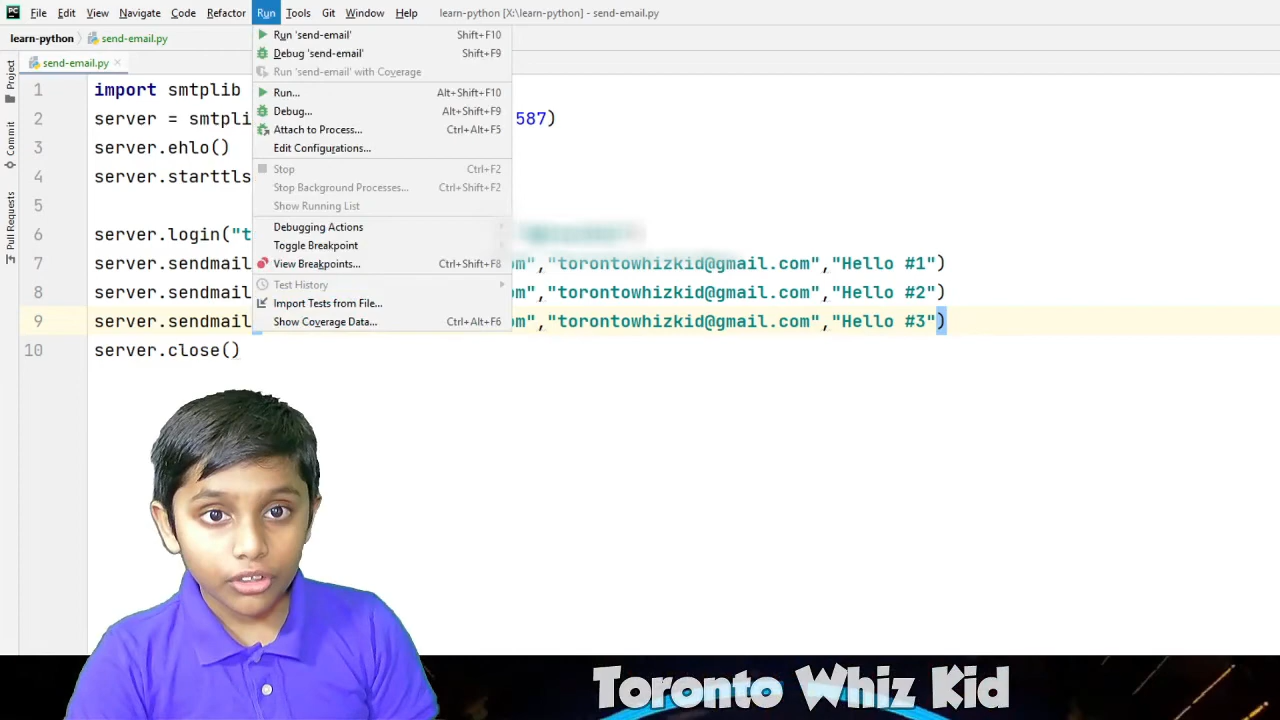 PC File Edit View Navigate Code Refactor Run Tools Git Window Help learn-python [X:\learn-python] - send-email.py
learn-python send-email.py
send-email.py
Project
Commit
Pull Requests
Run 'send-email' Shift+F10
Debug 'send-email' Shift+F9
Run 'send-email' with Coverage
Run... Alt+Shift+F10
Debug... Alt+Shift+F9
Attach to Process... Ctrl+Alt+F5
Edit Configurations...
Stop Ctrl+F2
Stop Background Processes... Ctrl+Shift+F2
Show Running List
Debugging Actions
Toggle Breakpoint
View Breakpoints... Ctrl+Shift+F8
Test History
Import Tests from File...
Show Coverage Data... Ctrl+Alt+F6
1 import smtplib
2 server = smtpli 587)
3 server.ehlo()
4 server.starttls
5
6 server.login("t
7 server.sendmail m","torontowhizkid@gmail.com","Hello #1")
8 server.sendmail m","torontowhizkid@gmail.com","Hello #2")
9 server.sendmail m","torontowhizkid@gmail.com","Hello #3")
10 server.close()
Toronto Whiz Kid